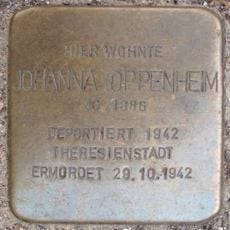 HIER WOHNTE
JOHANNA OPPENHEIM
JG. 1886
DEPORTIERT 1942
THERESIENSTADT
ERMORDET 29.10.1942